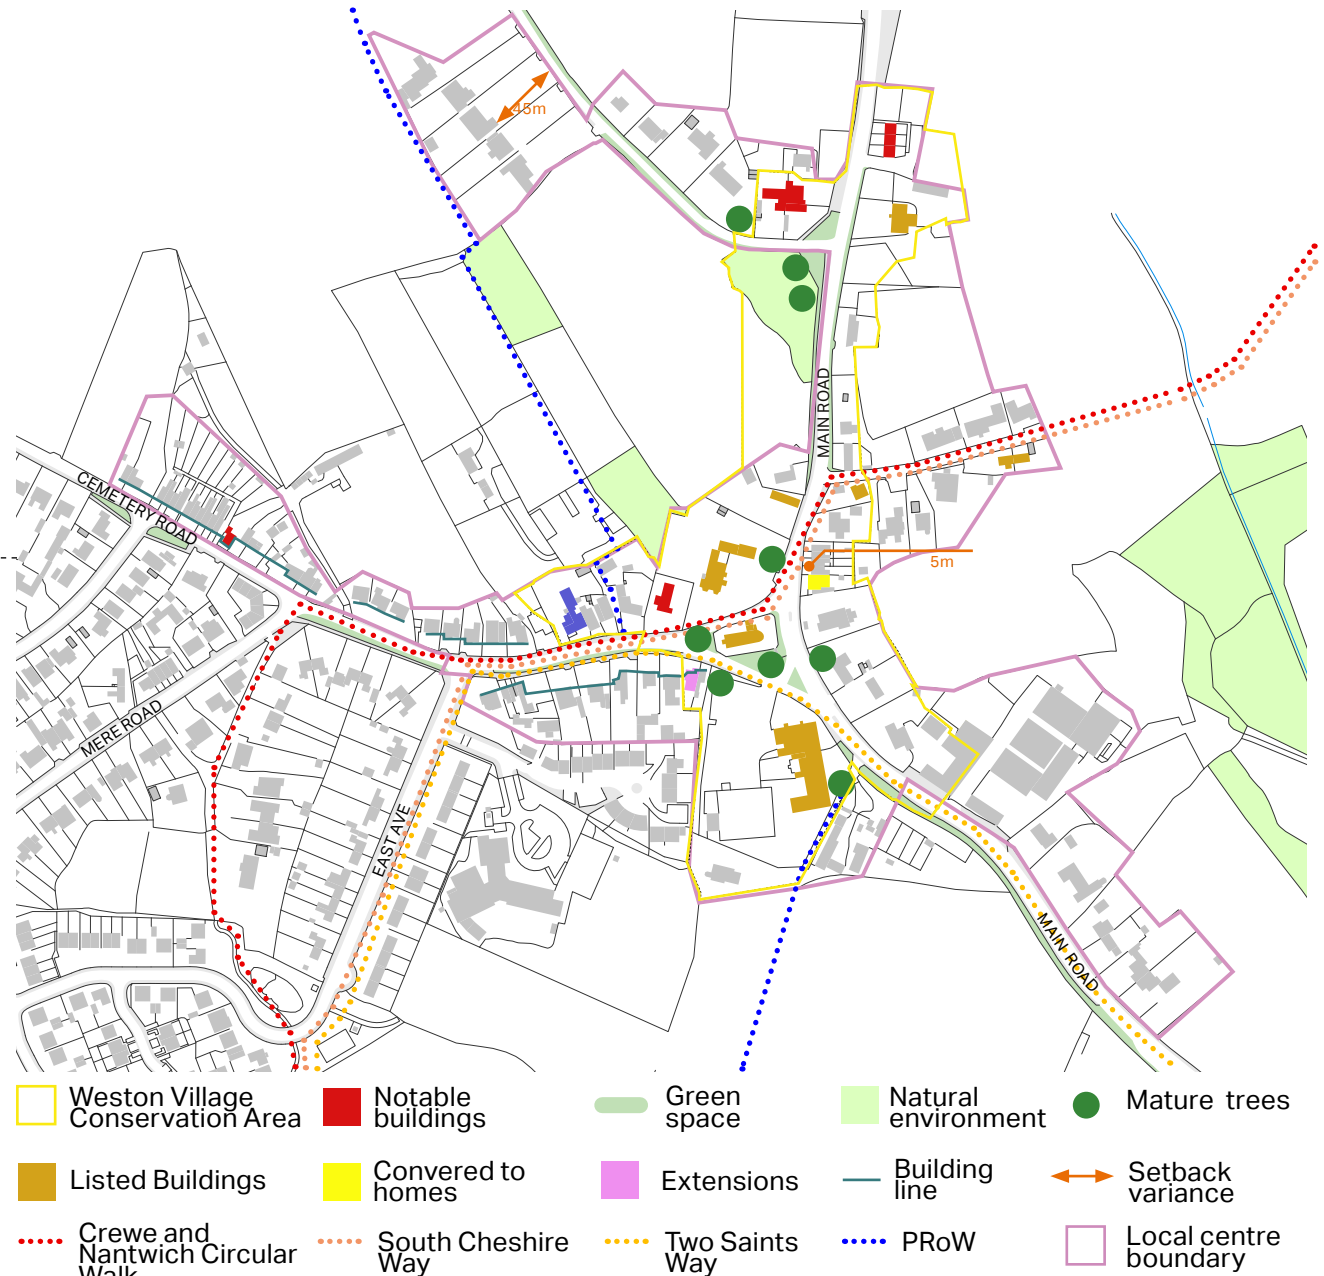 45m
MAIN ROAD
CEMETERY ROAD
5m
MERE ROAD
EAST AVE
MAIN ROAD
Weston Village
Conservation Area
Notable
buildings
Green
space
Natural
environment
Mature trees
Listed Buildings
Convered to
homes
Extensions
Building
line
Setback
variance
Crewe and
Nantwich Circular
Walk
South Cheshire
Way
Two Saints
Way
PRoW
Local centre
boundary